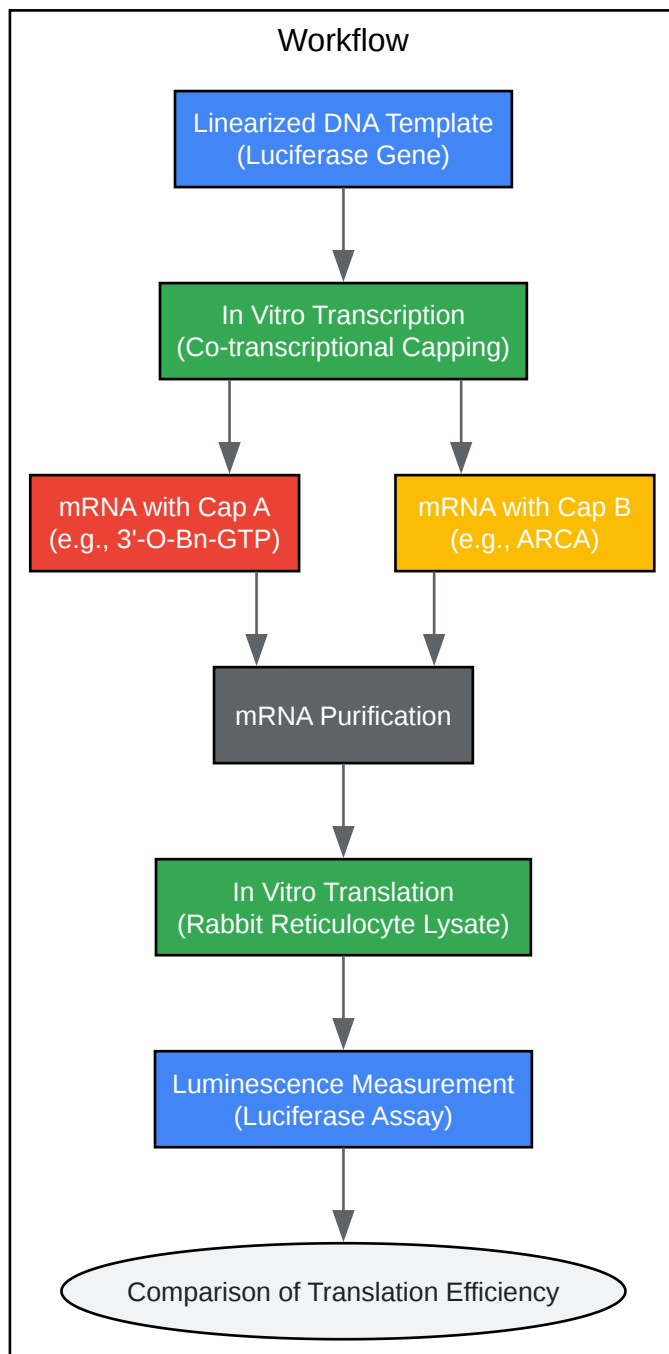 Workflow
Linearized DNA Template
(Luciferase Gene)
In Vitro Transcription
(Co-transcriptional Capping)
mRNA with Cap A
(e.g., 3'-O-Bn-GTP)
mRNA with Cap B
(e.g., ARCA)
mRNA Purification
In Vitro Translation
(Rabbit Reticulocyte Lysate)
Luminescence Measurement
(Luciferase Assay)
Comparison of Translation Efficiency